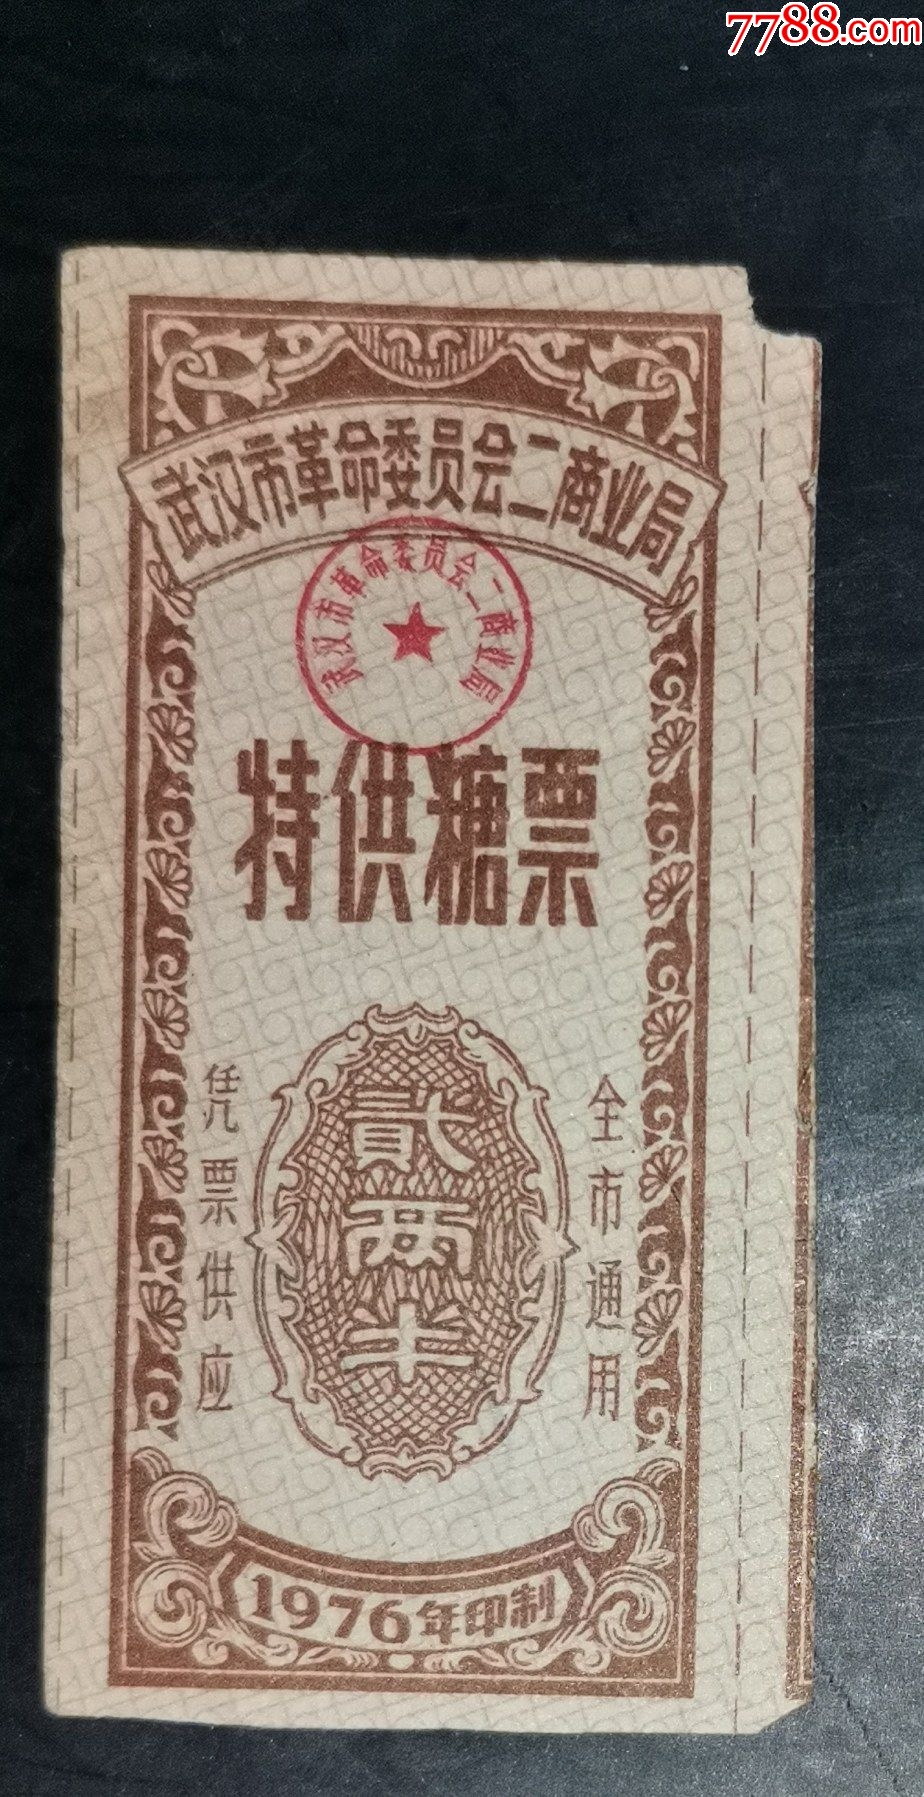 7788.com
武汉市革命委员会二商业局
武汉市革命委员会二商业局
特供糖票
全市通用
贰两半
凭票供应
1976年印制